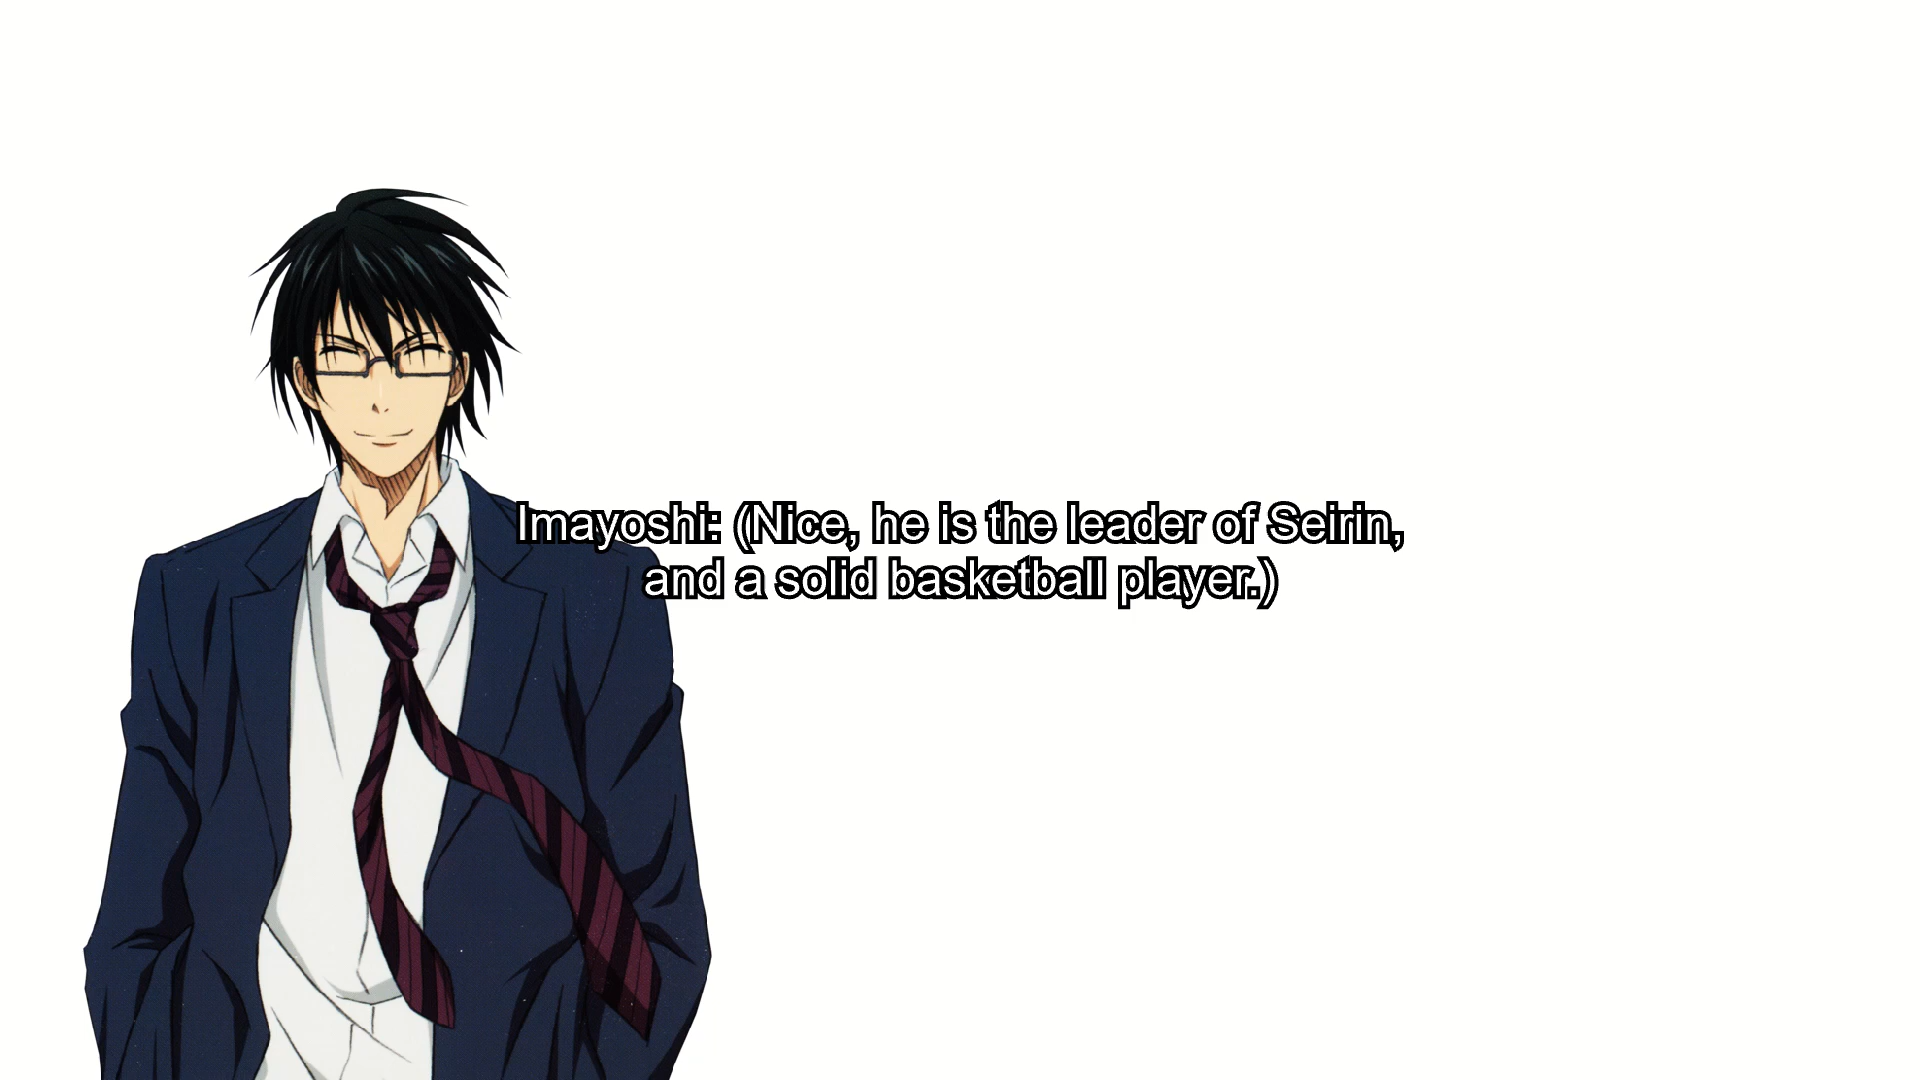 Imayoshi: (Nice, he is the leader of Seirin,
and a solid basketball player.)